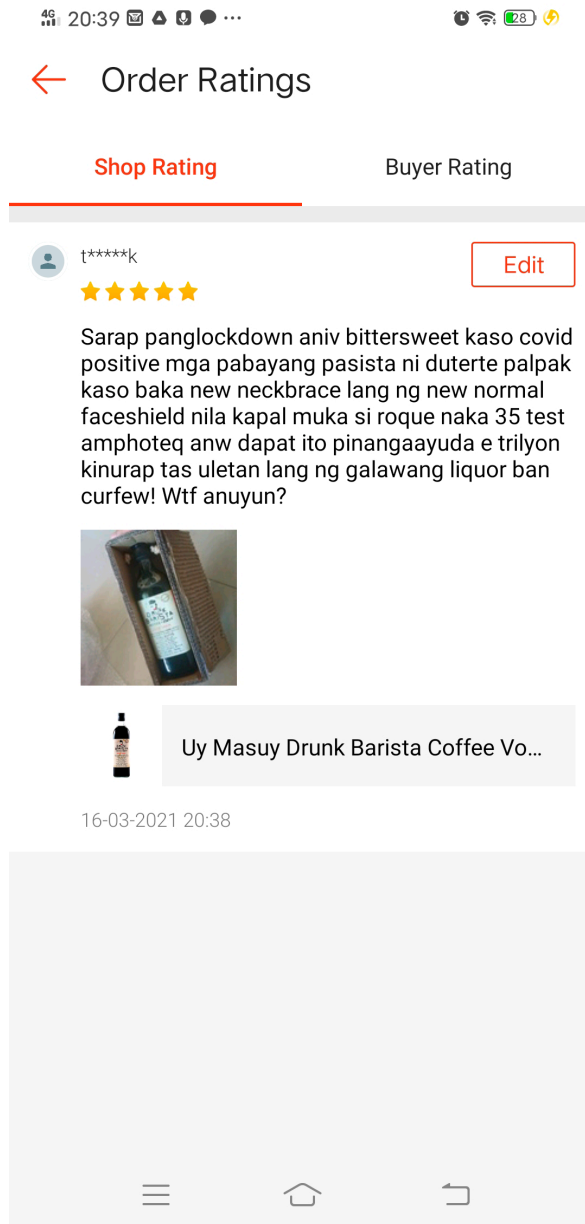 4G 20:39 28
Order Ratings
Shop Rating Buyer Rating
t*****k
Edit
Sarap panglockdown aniv bittersweet kaso covid
positive mga pabayang pasista ni duterte palpak
kaso baka new neckbrace lang ng new normal
faceshield nila kapal muka si roque naka 35 test
amphoteq anw dapat ito pinangaayuda e trilyon
kinurap tas uletan lang ng galawang liquor ban
curfew! Wtf anuyun?
Uy Masuy Drunk Barista Coffee Vo...
16-03-2021 20:38